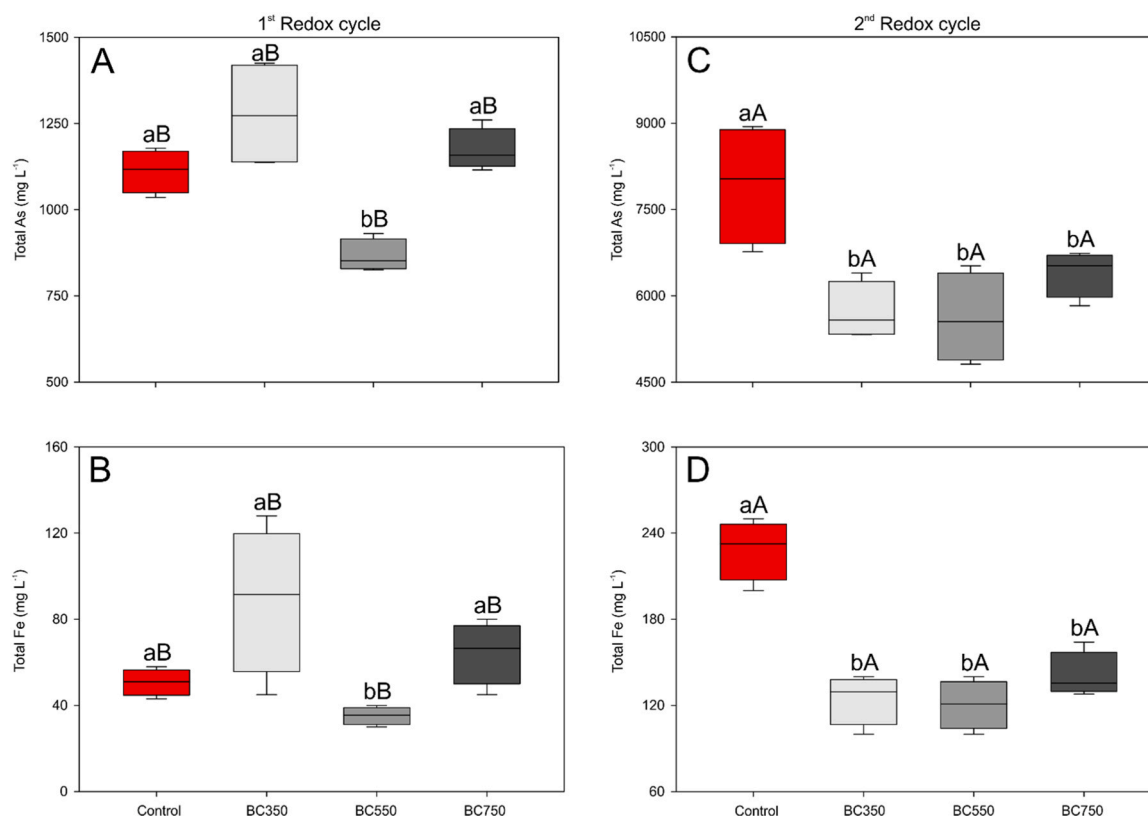 1st Redox cycle
2nd Redox cycle
A
1500
1250
1000
750
500
Total As (mg L-1)
aB
aB
bB
aB
C
10500
9000
7500
6000
4500
Total As (mg L-1)
aA
bA
bA
bA
B
160
120
80
40
0
Total Fe (mg L-1)
aB
aB
bB
aB
Control BC350 BC550 BC750
D
300
240
180
120
60
Total Fe (mg L-1)
aA
bA
bA
bA
Control BC350 BC550 BC750